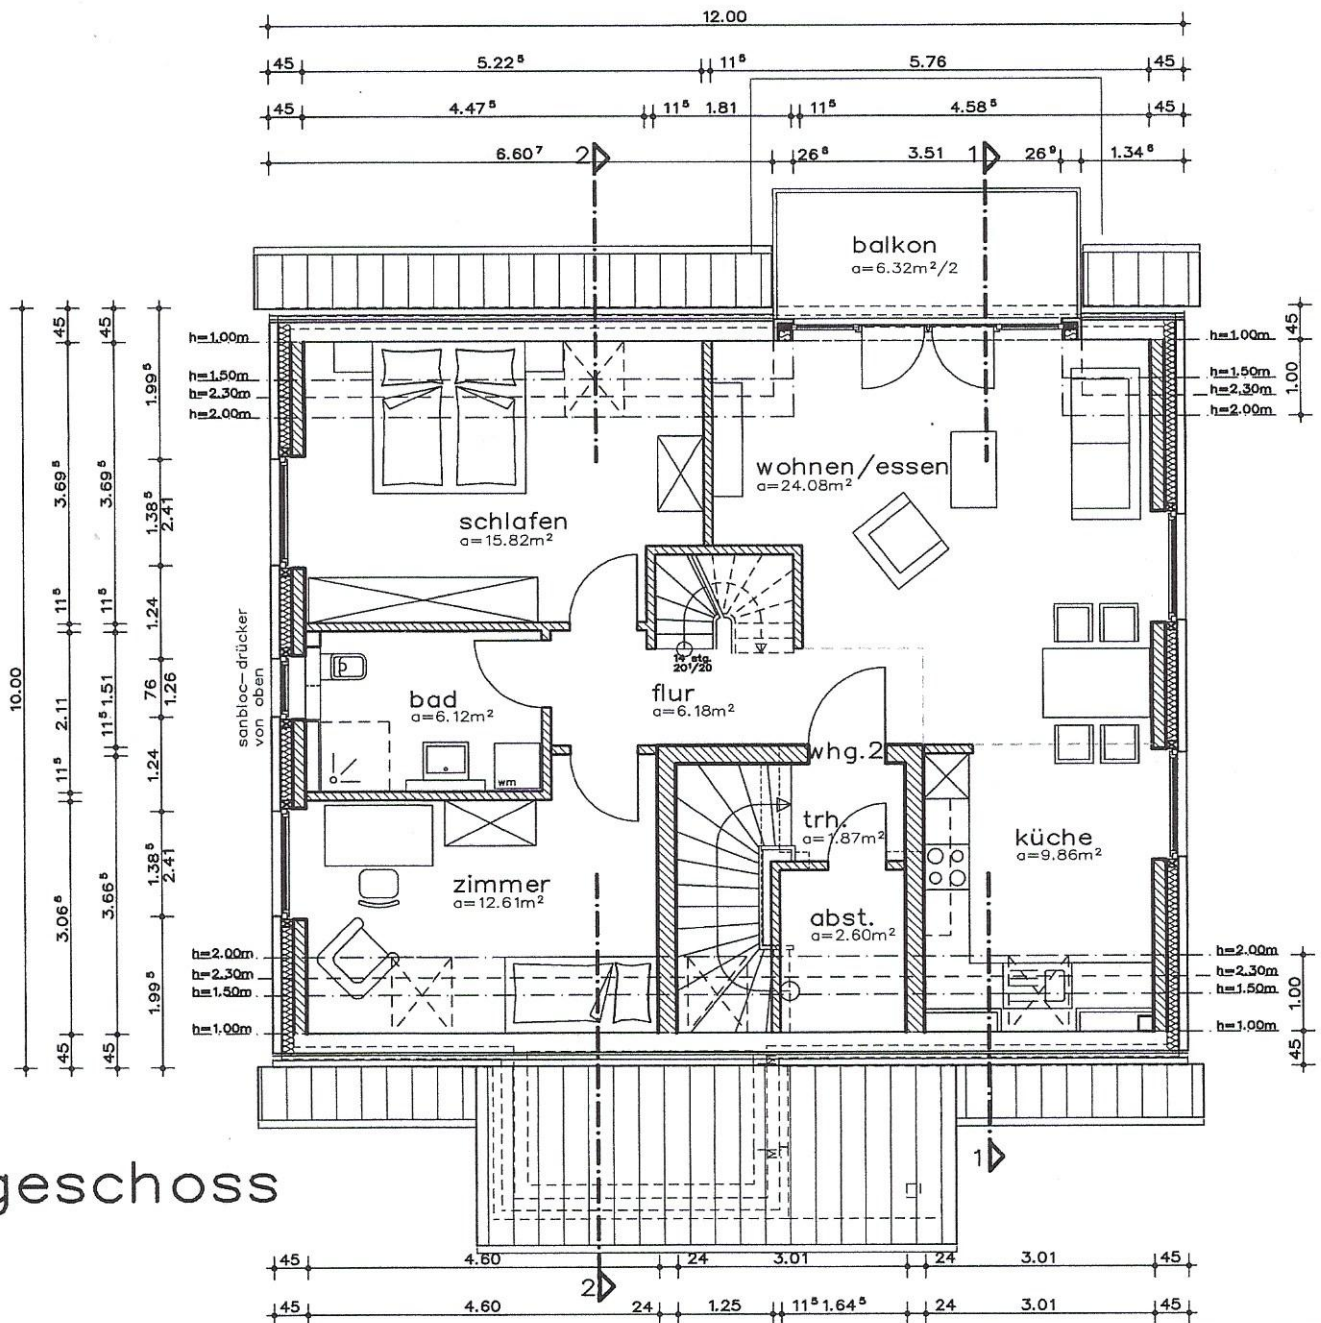 12.00
45 5.22⁵ 11⁵ 5.76 45
45 4.47⁵ 11⁵ 1.81 11⁵ 4.58⁵ 45
6.60⁷ 2 26⁸ 3.51 1 26⁹ 1.34⁶
balkon
a=6.32m²/2
h=1.00m
h=1.50m
h=2.30m
h=2.00m
h=1.00m
h=1.50m
h=2.30m
h=2.00m
45
1.00
10.00
45 3.69⁵ 11⁵ 2.11 11⁵ 3.06⁵ 45
45 3.69⁵ 11⁵ 1.51 11⁵ 3.66⁵ 45
1.99⁵ 1.38⁵ 1.24 76 1.24 1.38⁵ 1.99⁵
2.41 1.26 2.41
wohnen/essen
a=24.08m²
schlafen
a=15.82m²
sanbloc-drücker
von oben
14 stg.
20¹/20
bad
a=6.12m²
flur
a=6.18m²
wm
whg.2
trh.
a=1.87m²
küche
a=9.86m²
zimmer
a=12.61m²
abst.
a=2.60m²
h=2.00m
h=2.30m
h=1.50m
h=1.00m
h=2.00m
h=2.30m
h=1.50m
h=1.00m
1.00
45
1
geschoss
45 4.60 24 3.01 24 3.01 45
2
45 4.60 24 1.25 11⁵ 1.64⁵ 24 3.01 45